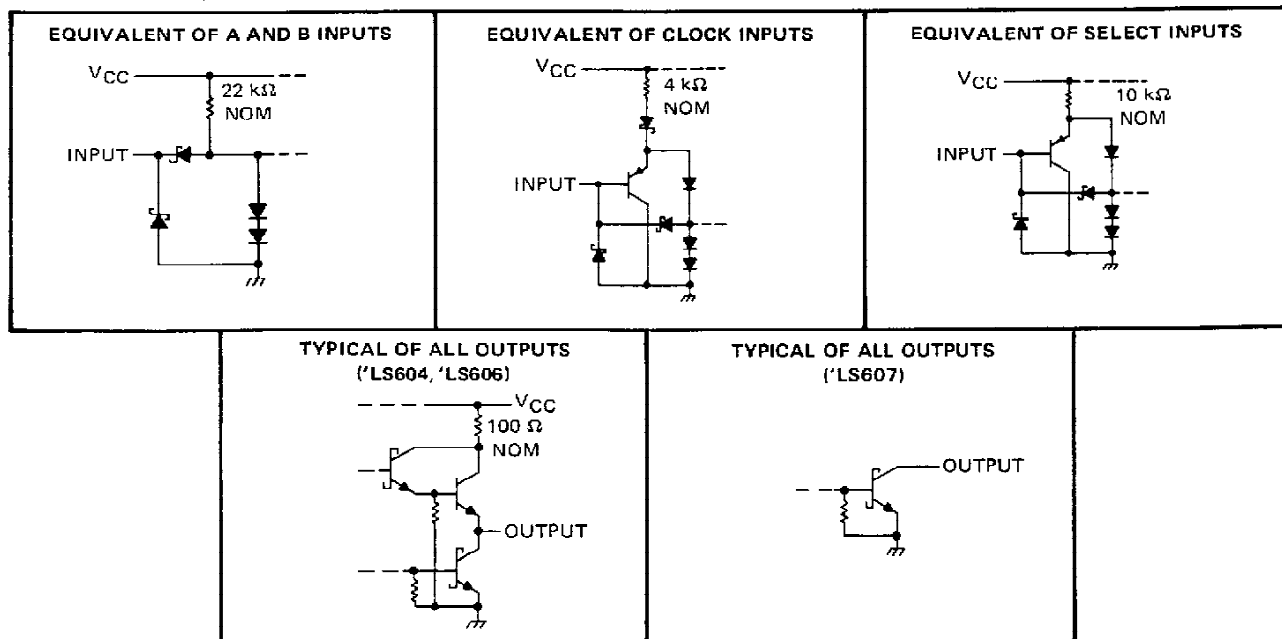 EQUIVALENT OF A AND B INPUTS
VCC
22 kΩ
NOM
INPUT
EQUIVALENT OF CLOCK INPUTS
VCC
4 kΩ
NOM
INPUT
EQUIVALENT OF SELECT INPUTS
VCC
10 kΩ
NOM
INPUT
TYPICAL OF ALL OUTPUTS
('LS604, 'LS606)
VCC
100 Ω
NOM
OUTPUT
TYPICAL OF ALL OUTPUTS
('LS607)
OUTPUT